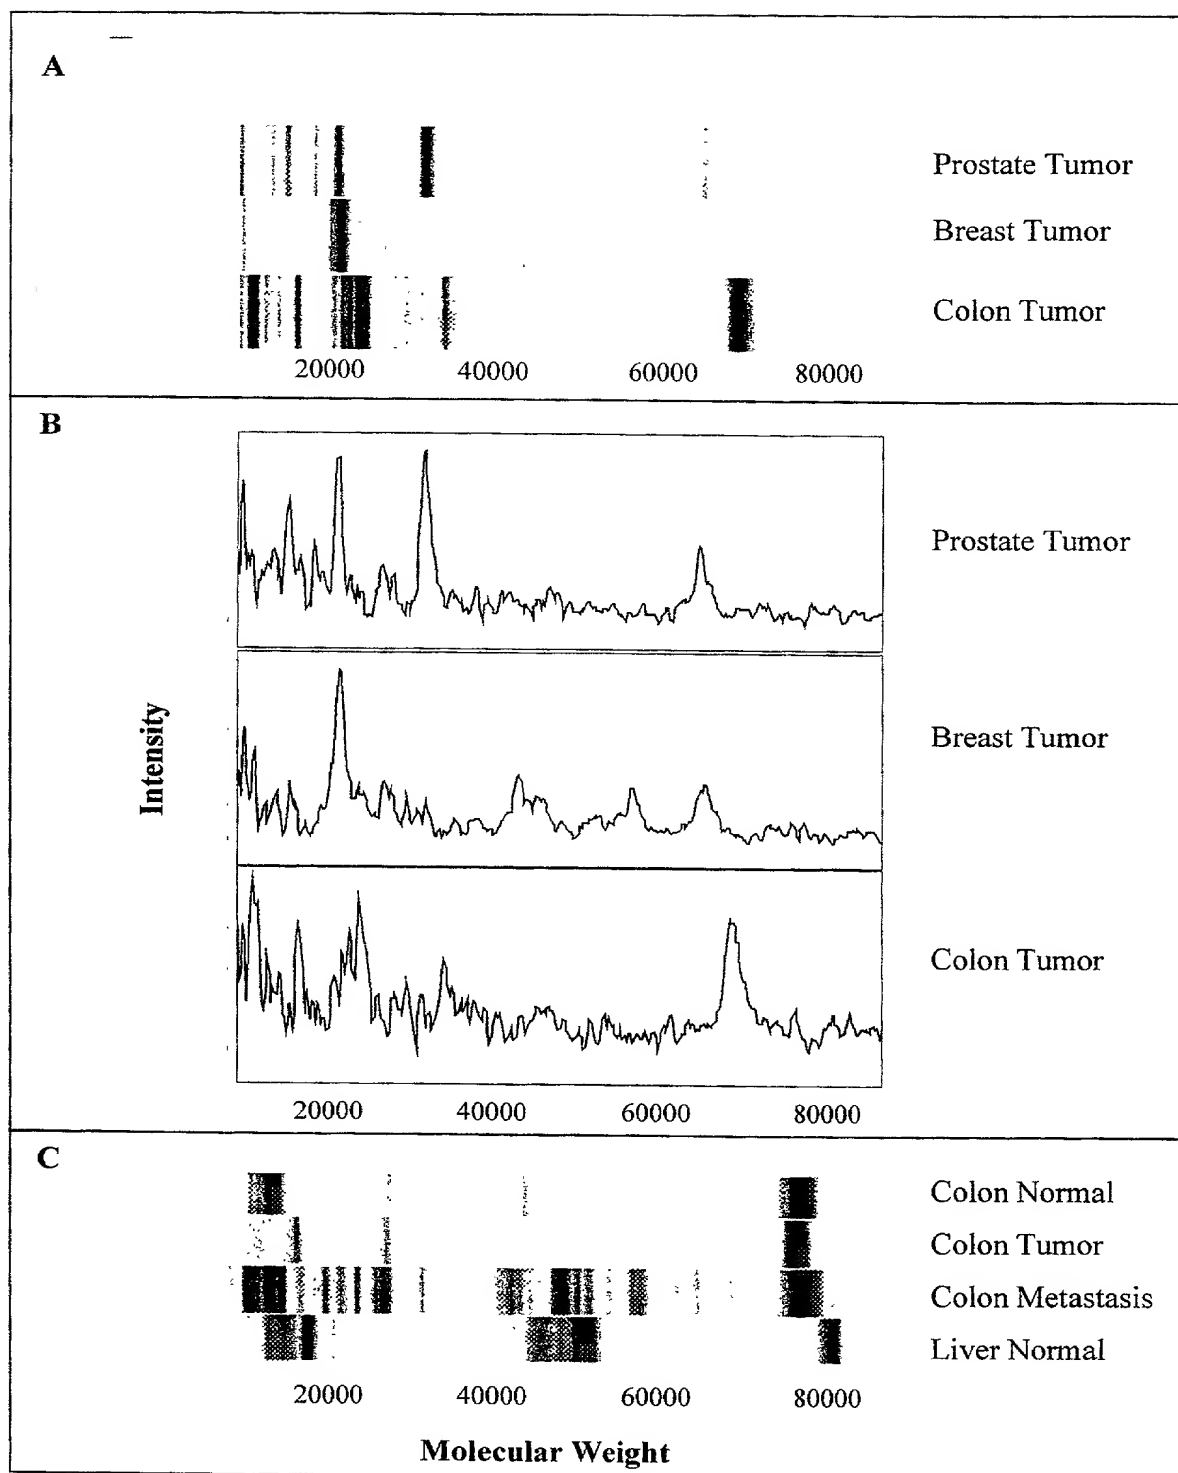 A
Prostate Tumor
Breast Tumor
Colon Tumor
20000 40000 60000 80000
B
Prostate Tumor
Breast Tumor
Intensity
Colon Tumor
20000 40000 60000 80000
C
Colon Normal
Colon Tumor
Colon Metastasis
Liver Normal
20000 40000 60000 80000
Molecular Weight